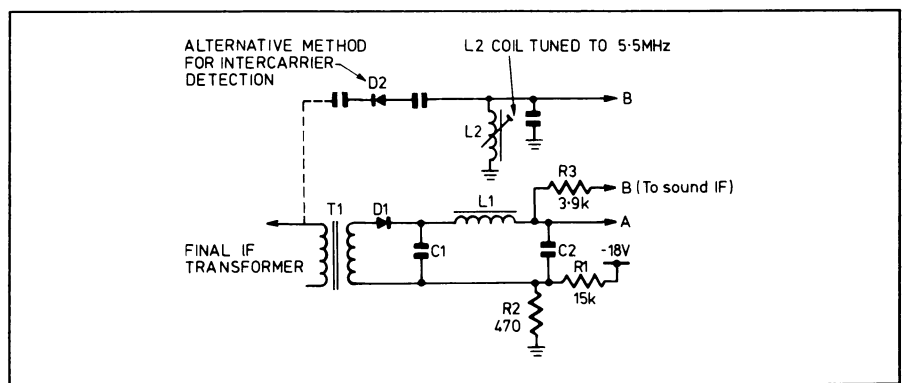 ALTERNATIVE METHOD
FOR INTERCARRIER
DETECTION
L2 COIL TUNED TO 5·5MHz
D2
B
L2
R3
3·9k
B (To sound IF)
T1
D1
L1
A
FINAL IF
TRANSFORMER
C1
C2
-18V
R1
15k
R2
470